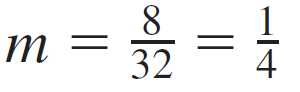 m = 8/32 = 1/4